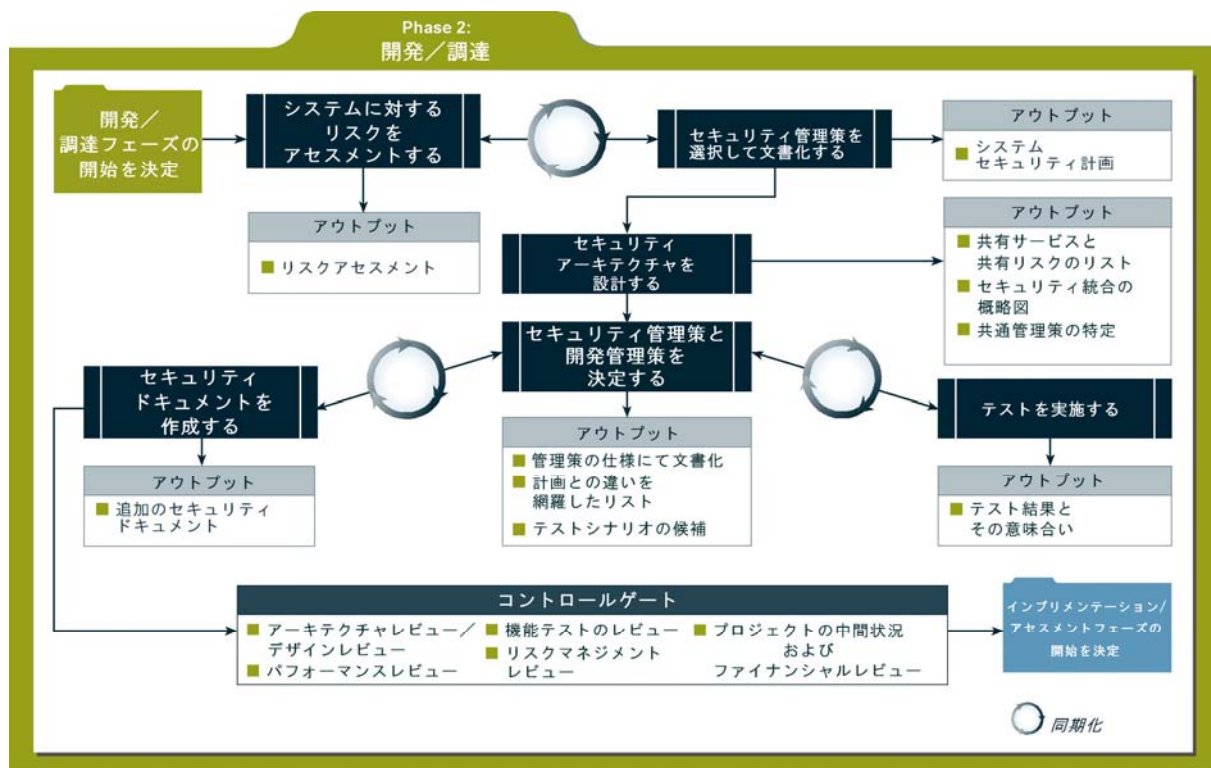 Phase 2:
開発／調達
開発／
調達フェーズの
開始を決定
システムに対する
リスクを
アセスメントする
セキュリティ管理策を
選択して文書化する
アウトプット
システム
セキュリティ計画
アウトプット
リスクアセスメント
セキュリティ
アーキテクチャを
設計する
アウトプット
共有サービスと
共有リスクのリスト
セキュリティ統合の
概略図
共通管理策の特定
セキュリティ管理策と
開発管理策を
決定する
セキュリティ
ドキュメントを
作成する
テストを実施する
アウトプット
追加のセキュリティ
ドキュメント
アウトプット
管理策の仕様にて文書化
計画との違いを
網羅したリスト
テストシナリオの候補
アウトプット
テスト結果と
その意味合い
コントロールゲート
アーキテクチャレビュー／
デザインレビュー
パフォーマンスレビュー
機能テストのレビュー
リスクマネジメント
レビュー
プロジェクトの中間状況
および
ファイナンシャルレビュー
インプリメンテーション/
アセスメントフェーズの
開始を決定
同期化